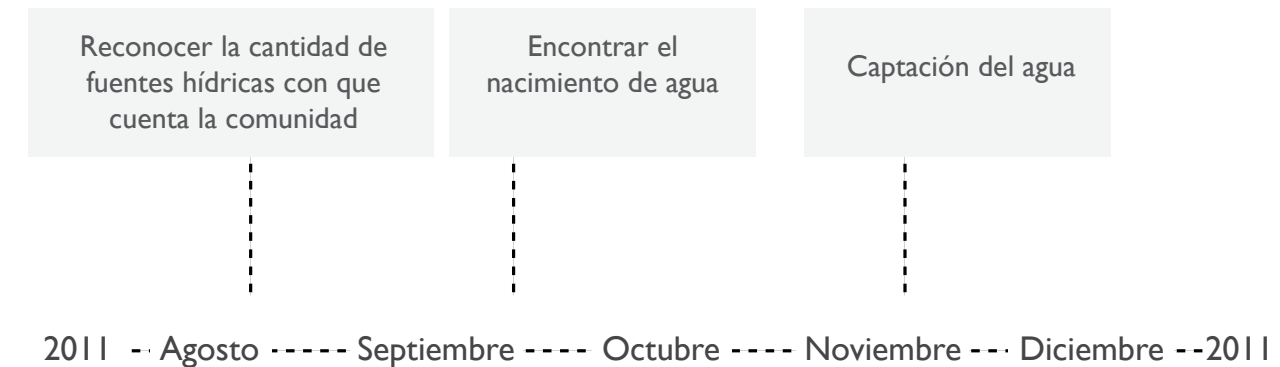 Reconocer la cantidad de
fuentes hídricas con que
cuenta la comunidad
Encontrar el
nacimiento de agua
Captación del agua
2011 -- Agosto ----- Septiembre ---- Octubre ---- Noviembre --- Diciembre --2011